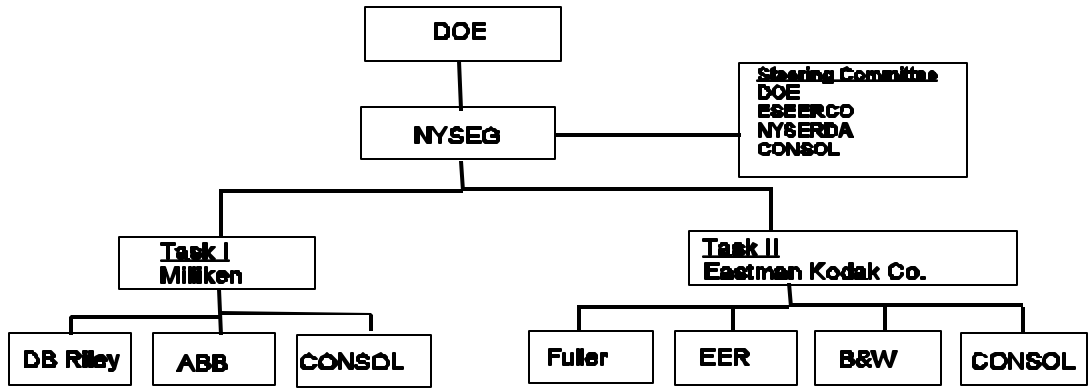 DOE
Steering Committee
DOE
ESEERCO
NYSERDA
CONSOL
NYSEG
Task I
Milliken
Task II
Eastman Kodak Co.
DB Riley
ABB
CONSOL
Fuller
EER
B&W
CONSOL